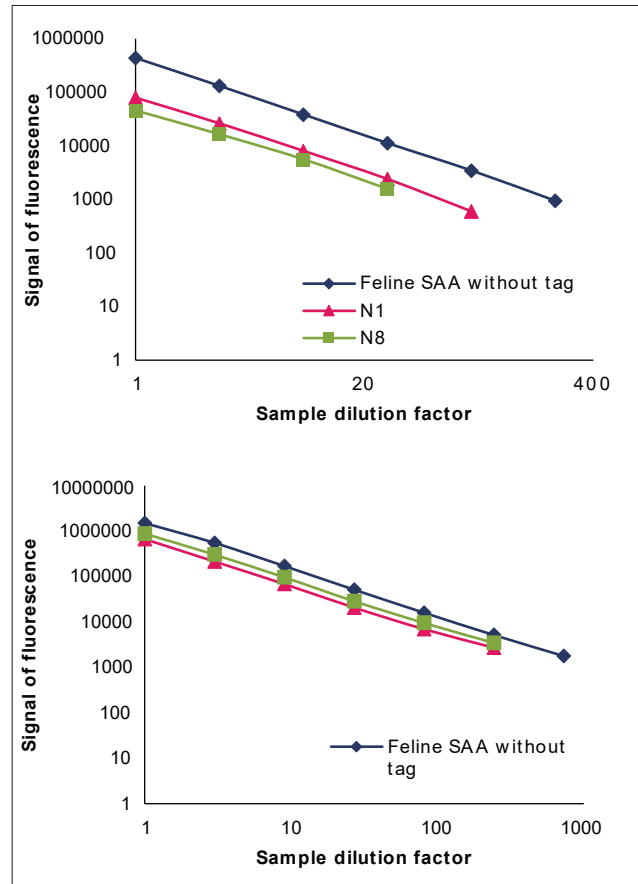 1000000
100000
10000
1000
100
10
1
Signal of fluorescence
Feline SAA without tag
N1
N8
1 20 400
Sample dilution factor
10000000
1000000
100000
10000
1000
100
10
1
Signal of fluorescence
Feline SAA without
tag
1 10 100 1000
Sample dilution factor